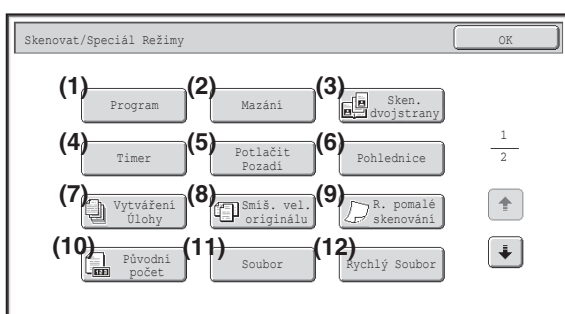 Skenovat/Speciál Režimy OK
(1) Program (2) Mazání (3) Sken.
dvojstrany
(4) Timer (5) Potlačit
Pozadí (6) Pohlednice
1
2
(7) Vytváření
Úlohy (8) Smíš. vel.
originálu (9) R. pomalé
skenování
(10) Původní
počet (11) Soubor (12) Rychlý Soubor
123